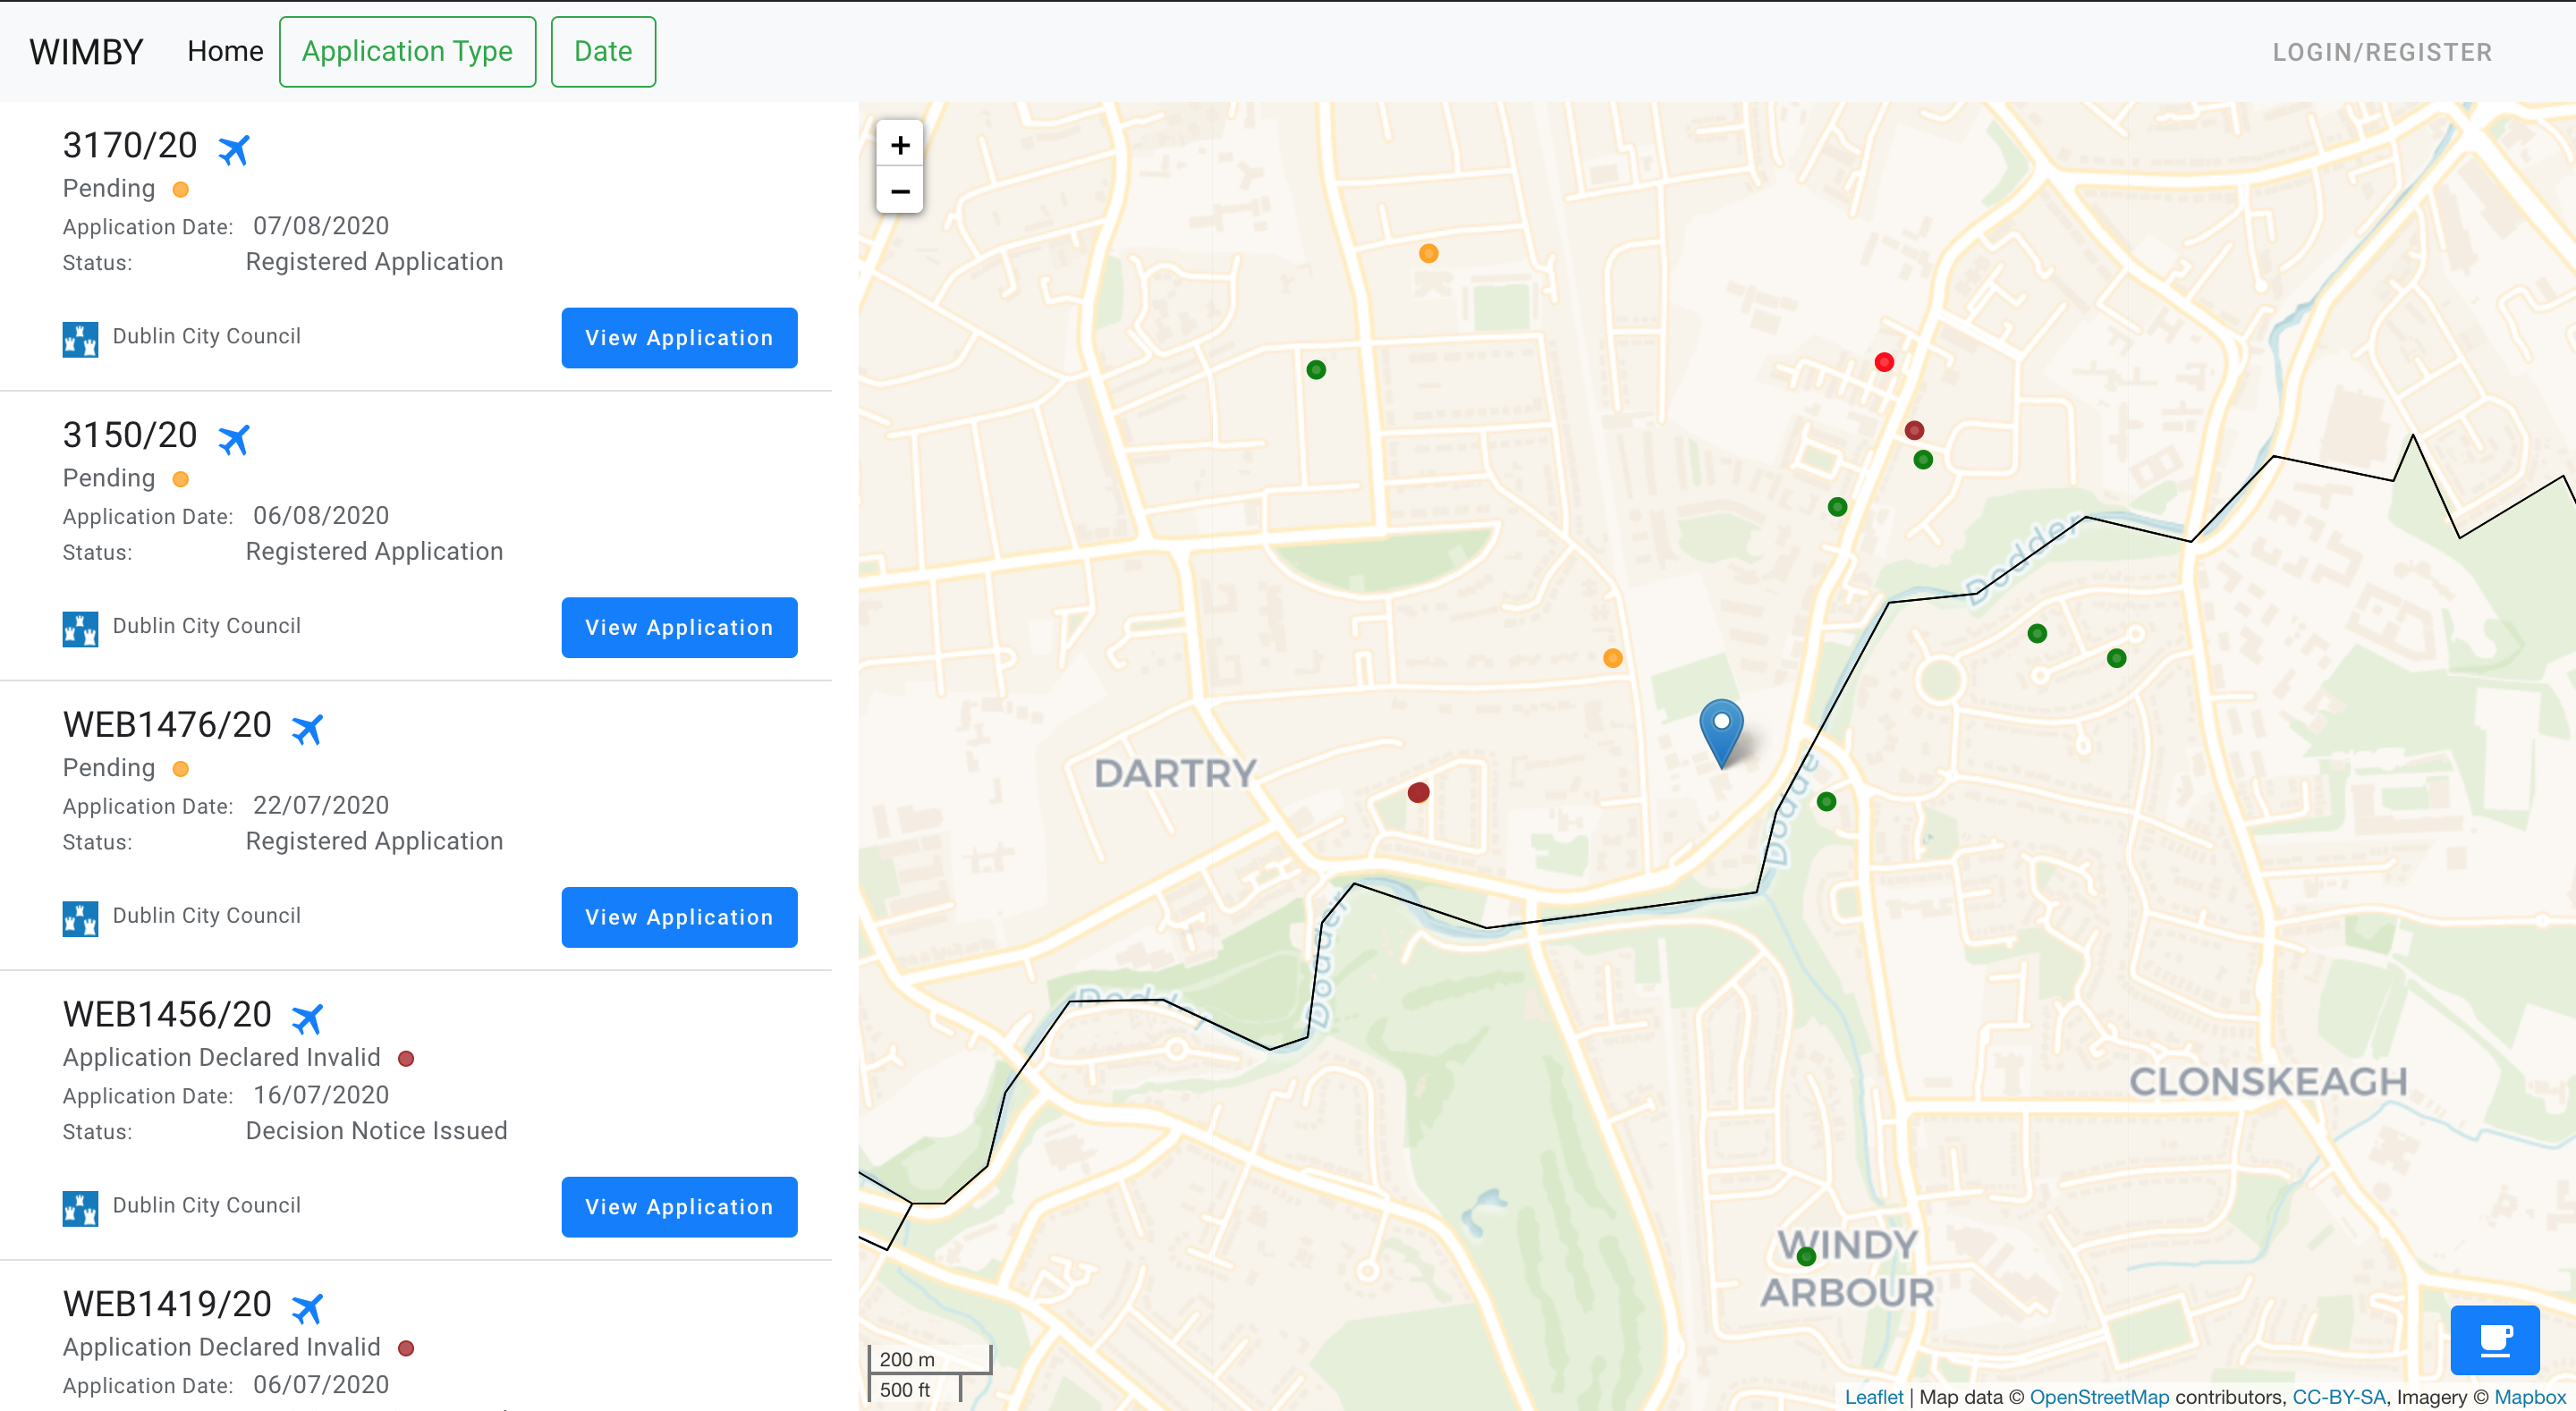 WIMBY Home Application Type Date LOGIN/REGISTER
3170/20
Pending
Application Date: 07/08/2020
Status: Registered Application
Dublin City Council View Application
3150/20
Pending
Application Date: 06/08/2020
Status: Registered Application
Dublin City Council View Application
WEB1476/20
Pending
Application Date: 22/07/2020
Status: Registered Application
Dublin City Council View Application
WEB1456/20
Application Declared Invalid
Application Date: 16/07/2020
Status: Decision Notice Issued
Dublin City Council View Application
WEB1419/20
Application Declared Invalid
Application Date: 06/07/2020
+
−
Dodder
DARTRY
Dodder
Dodder
CLONSKEAGH
WINDY
ARBOUR
200 m
500 ft
Leaflet | Map data © OpenStreetMap contributors, CC-BY-SA, Imagery © Mapbox